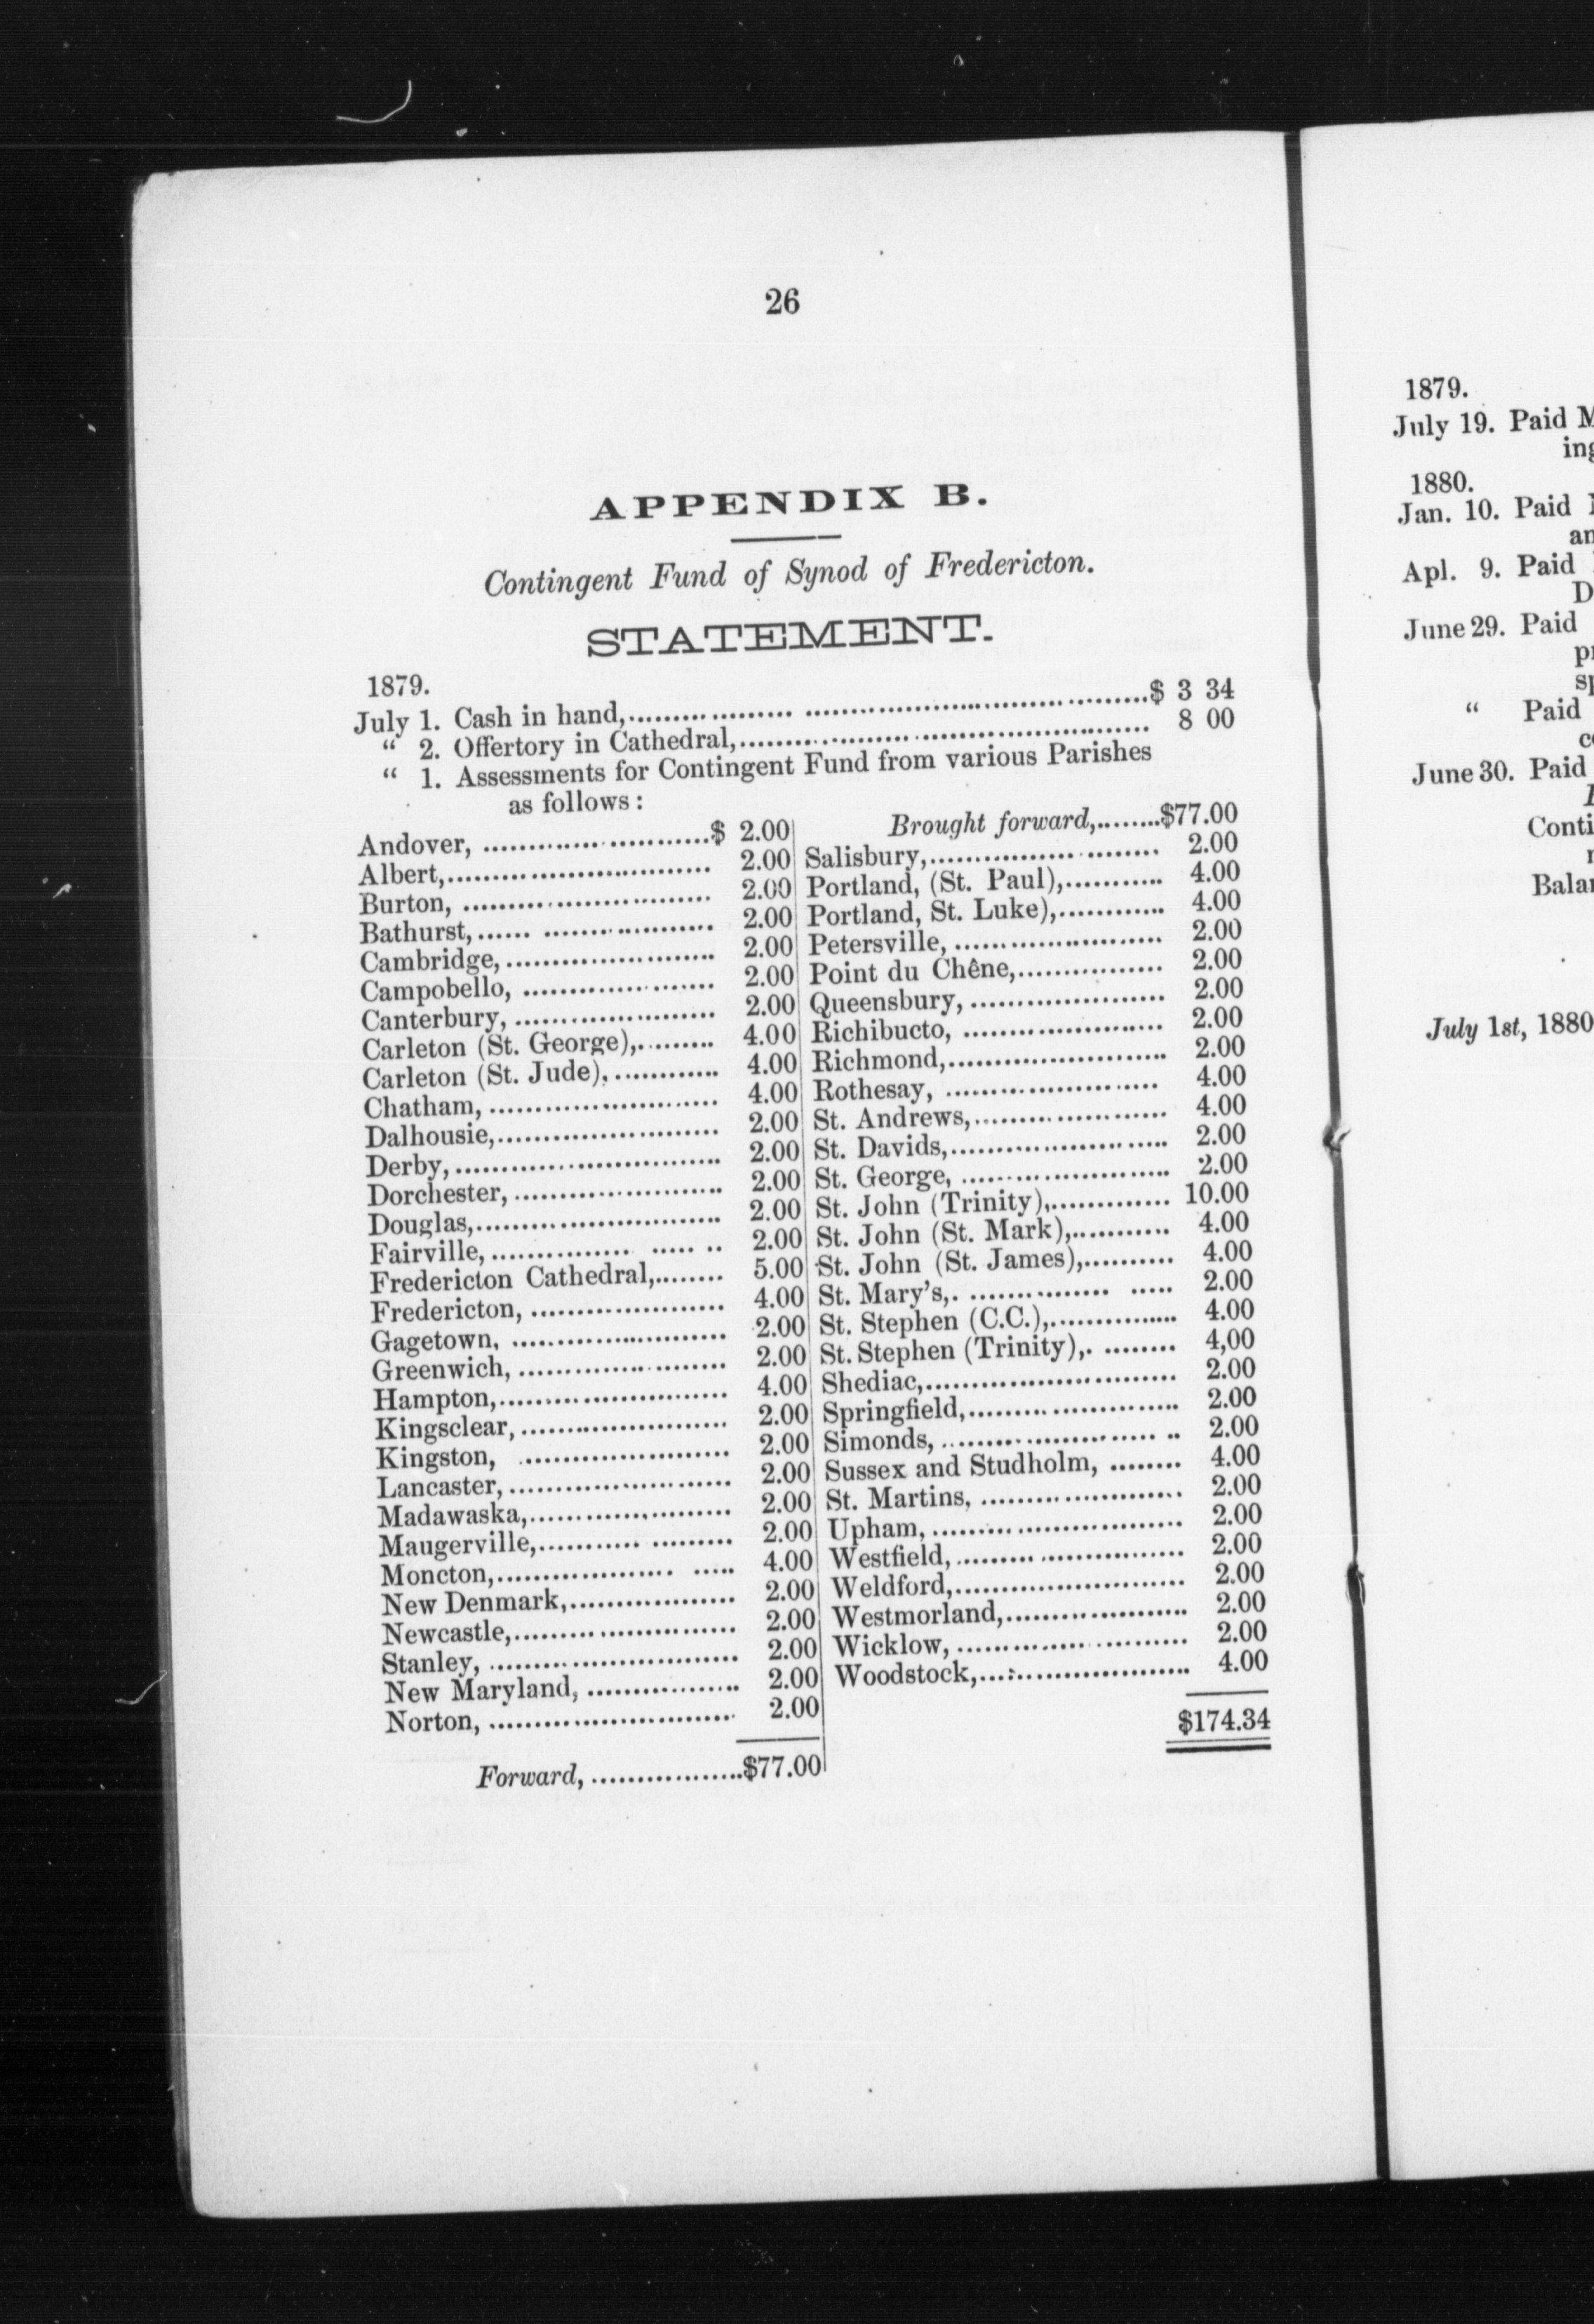 26
APPENDIX B.
Contingent Fund of Synod of Fredericton.
STATEMENT.
1879.
July 1. Cash in hand,..............................$ 3 34
“ 2. Offertory in Cathedral,.............................. 8 00
“ 1. Assessments for Contingent Fund from various Parishes
as follows:
Andover, ....................$ 2.00
Albert,.................... 2.00
Burton, .................... 2.00
Bathurst,.................... 2.00
Cambridge,.................... 2.00
Campobello, .................... 2.00
Canterbury, .................... 2.00
Carleton (St. George),......... 4.00
Carleton (St. Jude),............ 4.00
Chatham, .................... 4.00
Dalhousie,.................... 2.00
Derby,.................... 2.00
Dorchester,.................... 2.00
Douglas,.................... 2.00
Fairville,.................... 2.00
Fredericton Cathedral,........ 5.00
Fredericton, .................... 4.00
Gagetown, .................... 2.00
Greenwich, .................... 2.00
Hampton,.................... 4.00
Kingsclear,.................... 2.00
Kingston, .................... 2.00
Lancaster,.................... 2.00
Madawaska,.................... 2.00
Maugerville,.................... 2.00
Moncton,.................... 4.00
New Denmark,.................. 2.00
Newcastle,.................... 2.00
Stanley, .................... 2.00
New Maryland, ................. 2.00
Norton, .................... 2.00
Forward, ..................$77.00
Brought forward,........$77.00
Salisbury,.................... 2.00
Portland, (St. Paul),........... 4.00
Portland, St. Luke),............ 4.00
Petersville, .................... 2.00
Point du Chêne,................ 2.00
Queensbury, .................... 2.00
Richibucto, .................... 2.00
Richmond,.................... 2.00
Rothesay, .................... 4.00
St. Andrews,.................... 4.00
St. Davids,.................... 2.00
St. George, .................... 2.00
St. John (Trinity),............. 10.00
St. John (St. Mark),........... 4.00
St. John (St. James),.......... 4.00
St. Mary's,. .................... 2.00
St. Stephen (C.C.),.............. 4.00
St. Stephen (Trinity),. ......... 4,00
Shediac,.................... 2.00
Springfield,.................... 2.00
Simonds, .................... 2.00
Sussex and Studholm, ........ 4.00
St. Martins, .................... 2.00
Upham, .................... 2.00
Westfield,.................... 2.00
Weldford,.................... 2.00
Westmorland,.................... 2.00
Wicklow, .................... 2.00
Woodstock,.................... 4.00
$174.34
1879.
July 19. Paid M
ing
1880.
Jan. 10. Paid
an
Apl. 9. Paid
D
June 29. Paid
pr
sp
“ Paid
co
June 30. Paid
Conti
Balan
July 1st, 1880